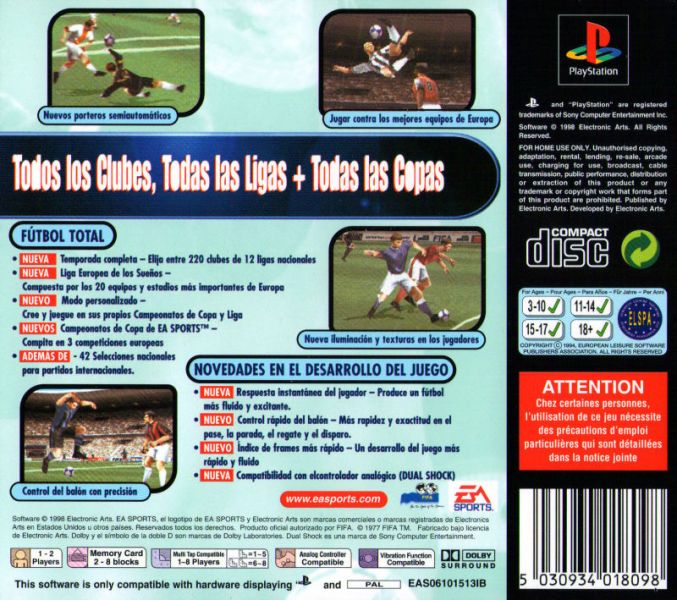 Nuevos porteros semiautomáticos
Jugar contra los mejores equipos de Europa
Todos los Clubes, Todas las Ligas + Todas las Copas
FÚTBOL TOTAL
• NUEVA Temporada completa – Elija entre 220 clubes de 12 ligas nacionales
• NUEVA Liga Europea de los Sueños –
Compuesta por los 20 equipos y estadios más importantes de Europa
• NUEVO Modo personalizado –
Cree y juegue en sus propios Campeonatos de Copa y Liga
• NUEVOS Campeonatos de Copa de EA SPORTS™ –
Compita en 3 competiciones europeas
• ADEMÁS DE - 42 Selecciones nacionales
para partidos internacionales.
Nueva iluminación y texturas en los jugadores
Control del balón con precisión
NOVEDADES EN EL DESARROLLO DEL JUEGO
• NUEVA Respuesta instantánea del jugador – Produce un fútbol
más fluido y excitante.
• NUEVO Control rápido del balón – Más rapidez y exactitud en el
pase, la parada, el regate y el disparo.
• NUEVO Índice de frames más rápido – Un desarrollo del juego más
rápido y fluido
• NUEVA Compatibilidad con elcontrolador analógico (DUAL SHOCK)
www.easports.com
FIFA
EA
SPORTS
Software © 1998 Electronic Arts. EA SPORTS, el logotipo de EA SPORTS y Electronic Arts son marcas comerciales o marcas registradas de Electronics
Arts en Estados Unidos u otros países. Reservados todos los derechos. Producto oficial autorizado por FIFA. © 1977 FIFA TM. Fabricado bajo licencia
de Electronic Arts. Dolby y el símbolo de la doble D son marcas de Dolby Laboratories. Dual Shock es una marca de Sony Computer Entertainment.
1 - 2
Players
Memory Card
2 - 8 blocks
Multi Tap Compatible
1–8 Players
=1–5
=6–8
Analog Controller
Compatible
Vibration Function
Compatible
DOLBY
SURROUND
This software is only compatible with hardware displaying
and
PAL
EAS06101513IB
PlayStation
and "PlayStation" are registered
trademarks of Sony Computer Entertainment Inc.
Software © 1998 Electronic Arts. All Rights
Reserved.
FOR HOME USE ONLY. Unauthorised copying,
adaptation, rental, lending, re-sale, arcade
use, charging for use, broadcast, cable
transmission, public performance, distribution
or extraction of this product or any
trademark or copyright work that forms part
of this product are prohibited. Published by
Electronic Arts. Developed by Electronic Arts.
COMPACT
disc
For Ages - Pour Ages - Para Años - Für Jahre - Per Anni
3-10
11-14
15-17
18+
ELSPA
COPYRIGHT © 1994, EUROPEAN LEISURE SOFTWARE
PUBLISHERS ASSOCIATION. ALL RIGHTS RESERVED
ATTENTION
Chez certaines personnes,
l'utilisation de ce jeu nécessite
des précautions d'emploi
particulières qui sont détaillées
dans la notice jointe
5 030934 018098